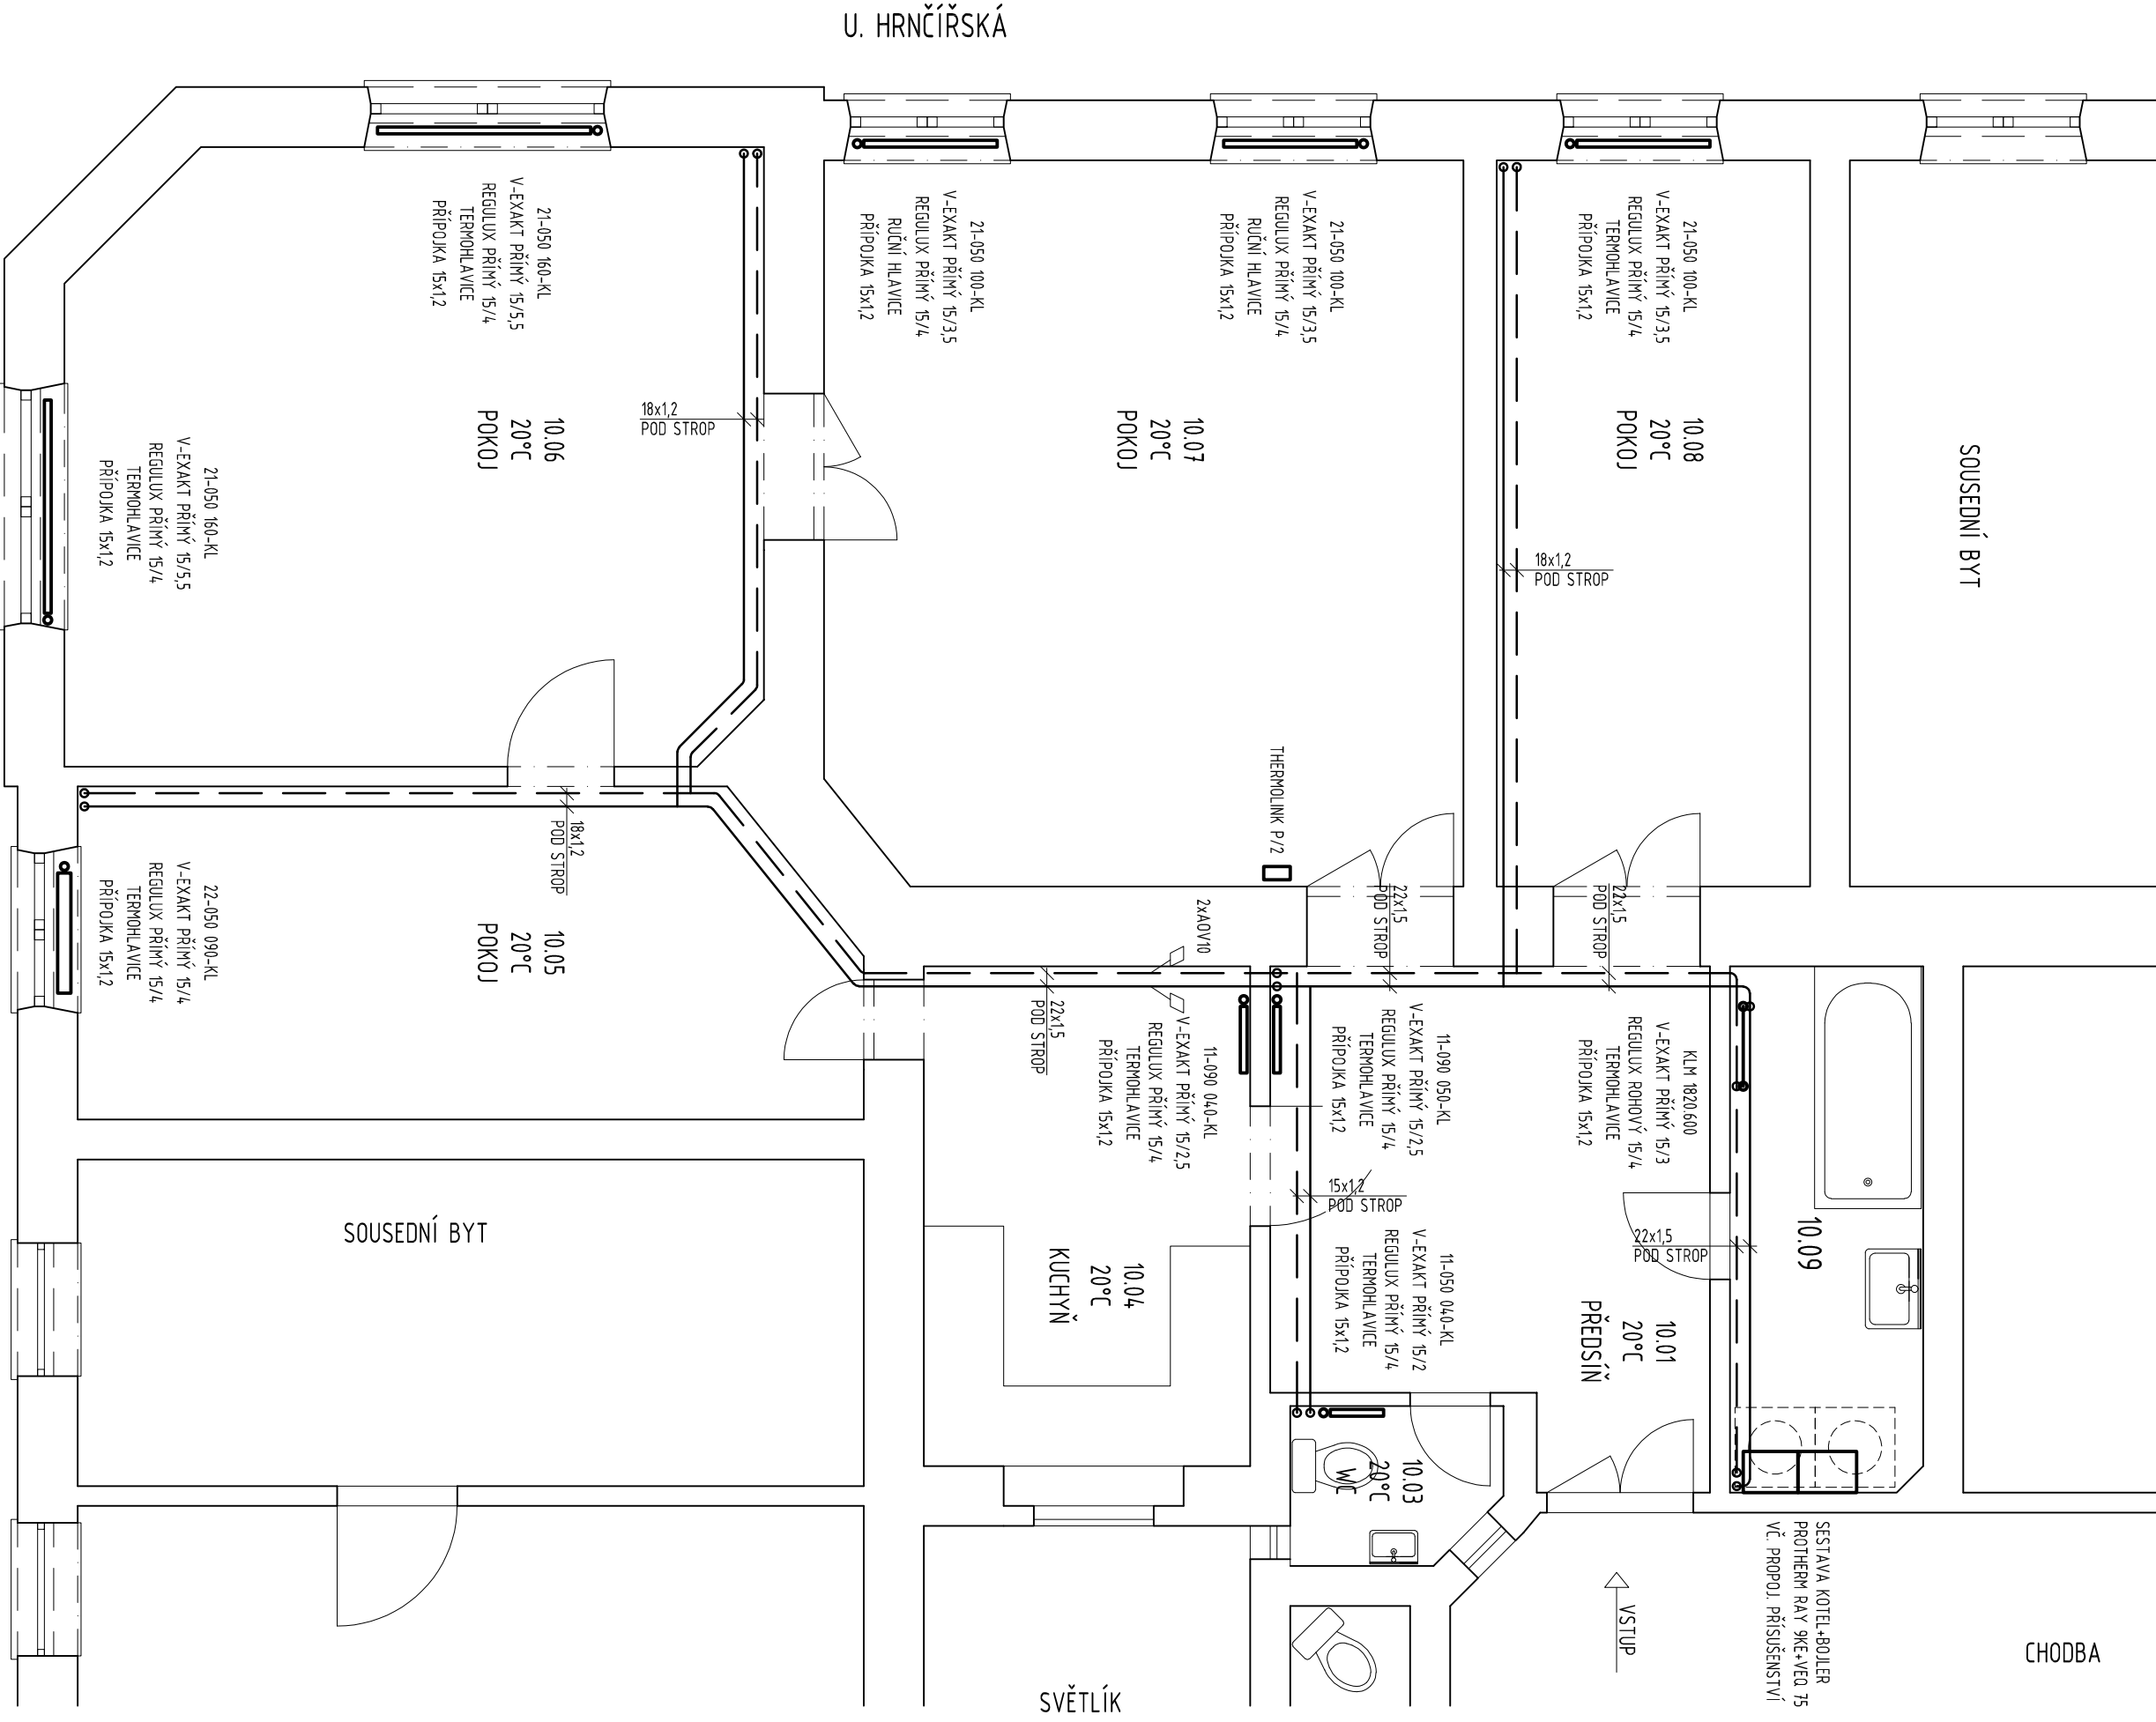 U. HRNČÍŘSKÁ
21-050 160-KL
V-EXAKT PŘÍMÝ 15/5,5
REGULUX PŘÍMÝ 15/4
TERMOHLAVICE
PŘÍPOJKA 15x1,2
21-050 100-KL
V-EXAKT PŘÍMÝ 15/3,5
REGULUX PŘÍMÝ 15/4
RUČNÍ HLAVICE
PŘÍPOJKA 15x1,2
21-050 100-KL
V-EXAKT PŘÍMÝ 15/3,5
REGULUX PŘÍMÝ 15/4
RUČNÍ HLAVICE
PŘÍPOJKA 15x1,2
21-050 100-KL
V-EXAKT PŘÍMÝ 15/3,5
REGULUX PŘÍMÝ 15/4
TERMOHLAVICE
PŘÍPOJKA 15x1,2
21-050 160-KL
V-EXAKT PŘÍMÝ 15/5,5
REGULUX PŘÍMÝ 15/4
TERMOHLAVICE
PŘÍPOJKA 15x1,2
10.06
20°C
POKOJ
18x1,2
POD STROP
10.07
20°C
POKOJ
10.08
20°C
POKOJ
SOUSEDNÍ BYT
18x1,2
POD STROP
THERMOLINK P/2
18x1,2
POD STROP
22-050 090-KL
V-EXAKT PŘÍMÝ 15/4
REGULUX PŘÍMÝ 15/4
TERMOHLAVICE
PŘÍPOJKA 15x1,2
10.05
20°C
POKOJ
2xAOV10
22x1,5
POD STROP
22x1,5
POD STROP
22x1,5
POD STROP
11-090 040-KL
V-EXAKT PŘÍMÝ 15/2,5
REGULUX PŘÍMÝ 15/4
TERMOHLAVICE
PŘÍPOJKA 15x1,2
11-090 050-KL
V-EXAKT PŘÍMÝ 15/2,5
REGULUX PŘÍMÝ 15/4
TERMOHLAVICE
PŘÍPOJKA 15x1,2
KLM 1820.600
V-EXAKT PŘÍMÝ 15/3
REGULUX ROHOVÝ 15/4
TERMOHLAVICE
PŘÍPOJKA 15x1,2
15x1,2
POD STROP
SOUSEDNÍ BYT
10.04
20°C
KUCHYŇ
11-050 040-KL
V-EXAKT PŘÍMÝ 15/2
REGULUX PŘÍMÝ 15/4
TERMOHLAVICE
PŘÍPOJKA 15x1,2
22x1,5
POD STROP
10.09
10.01
20°C
PŘEDSÍŇ
10.03
20°C
WC
SESTAVA KOTEL+BOJLER
PROTHERM RAY 9KE+VEQ 75
VČ. PROPOJ. PŘÍSUŠENSTVÍ
VSTUP
CHODBA
SVĚTLÍK